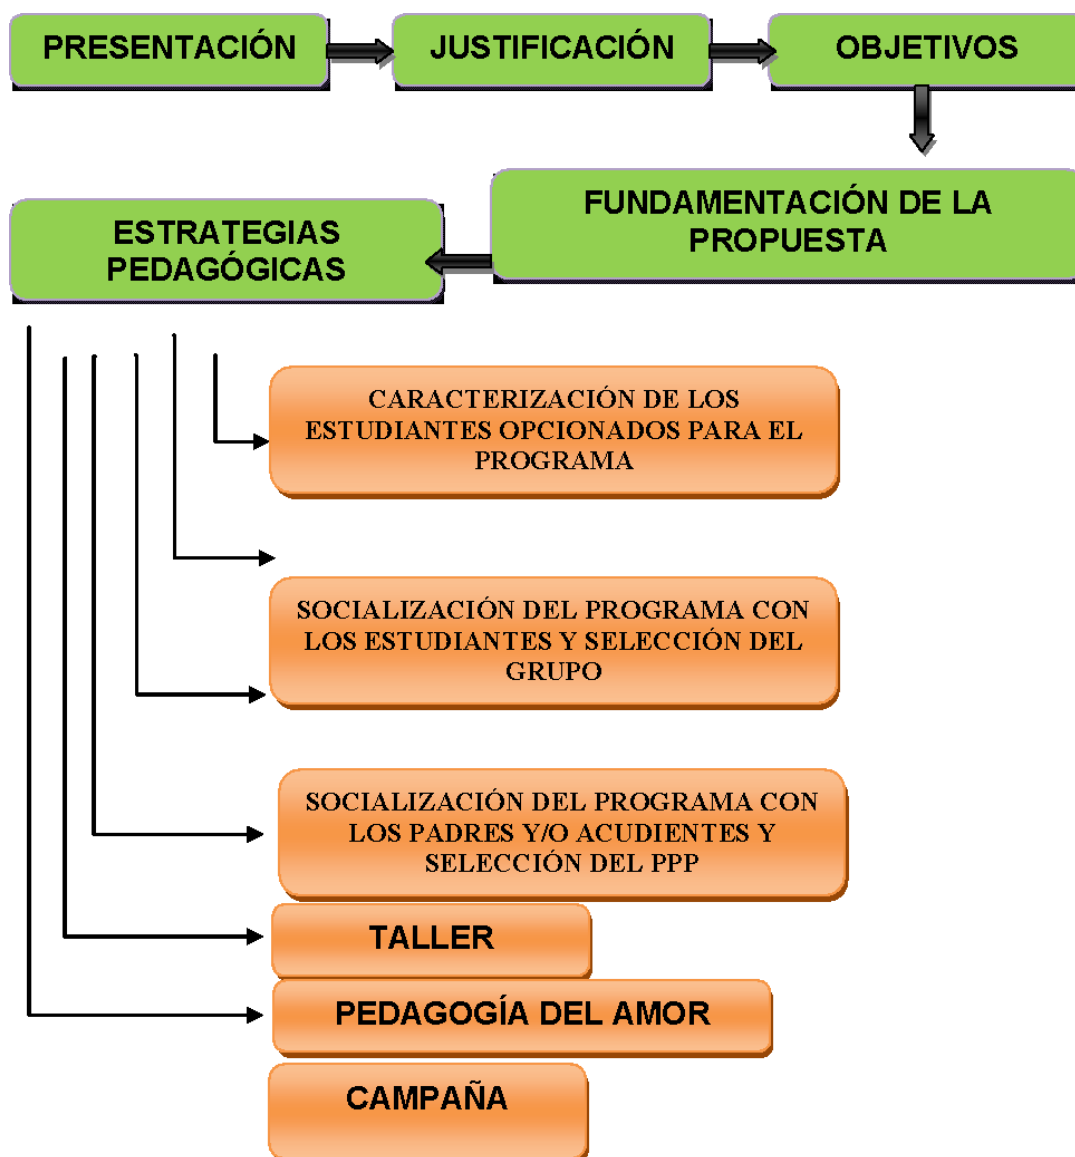 PRESENTACIÓN
JUSTIFICACIÓN
OBJETIVOS
FUNDAMENTACIÓN DE LA
PROPUESTA
ESTRATEGIAS
PEDAGÓGICAS
CARACTERIZACIÓN DE LOS
ESTUDIANTES OPCIONADOS PARA EL
PROGRAMA
SOCIALIZACIÓN DEL PROGRAMA CON
LOS ESTUDIANTES Y SELECCIÓN DEL
GRUPO
SOCIALIZACIÓN DEL PROGRAMA CON
LOS PADRES Y/O ACUDIENTES Y
SELECCIÓN DEL PPP
TALLER
PEDAGOGÍA DEL AMOR
CAMPAÑA